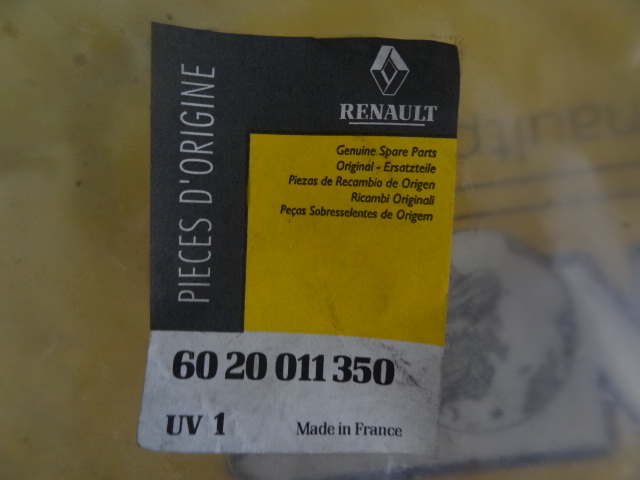 PIECES D'ORIGINE
RENAULT
Genuine Spare Parts
Original - Ersatzteile
Piezas de Recambio de Origen
Ricambi Originali
Peças Sobresselentes de Origem
60 20 011 350
UV 1
Made in France